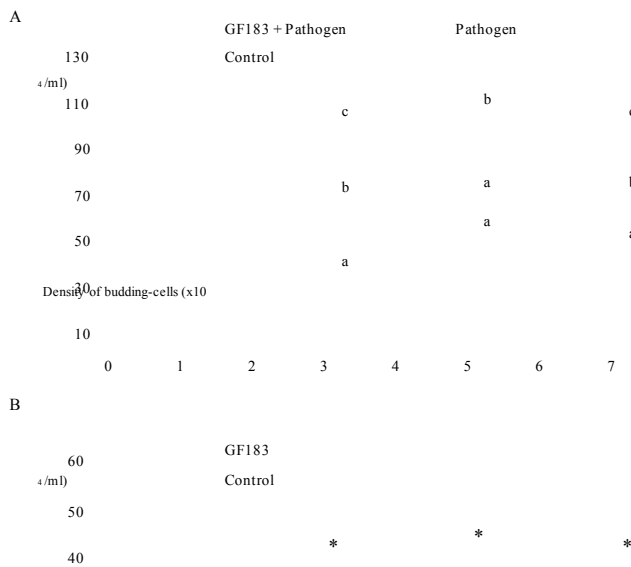 A
GF183 + Pathogen Pathogen
130 Control
4 /ml)
110 c b
90
70 b a b
50 a
a
30
Density of budding-cells (x10
10
0 1 2 3 4 5 6 7
B
GF183
60
4 /ml) Control
50
* * *
40